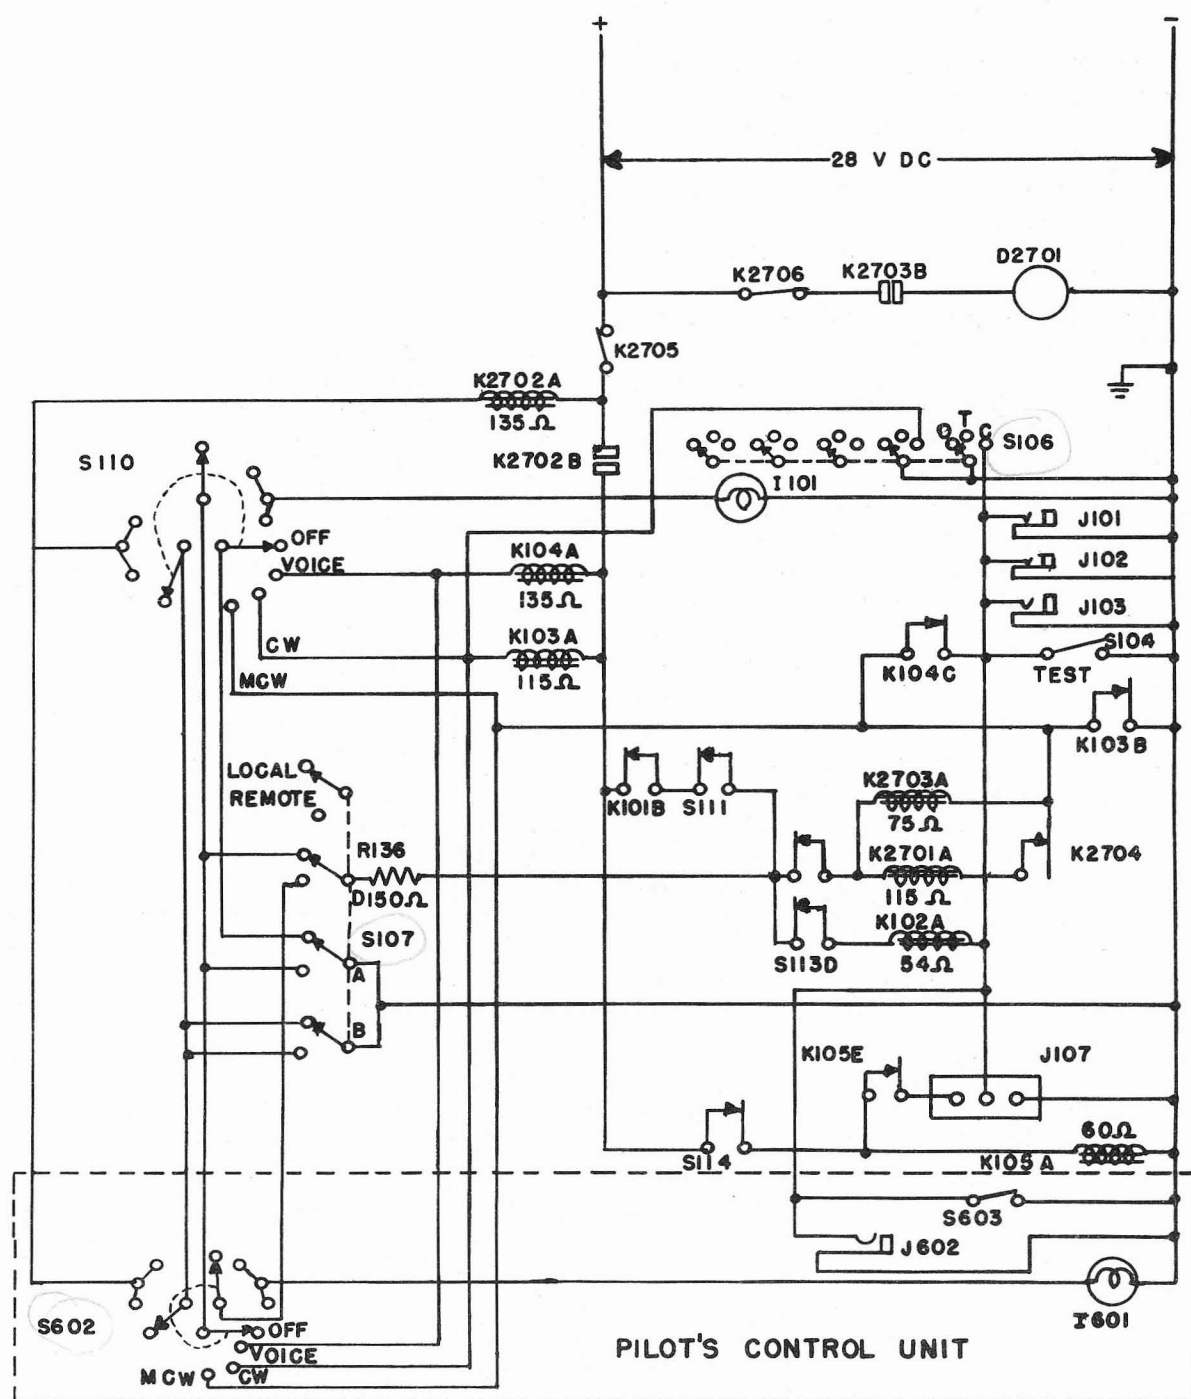 +
-
28 V DC
D2701
K2706
K2703B
K2705
K2702A
135Ω
T
O
C
S106
S110
K2702B
I101
J101
OFF
K104A
J102
VOICE
135Ω
J103
K103A
S104
CW
K104C
TEST
MCW
115Ω
K103B
LOCAL
REMOTE
K101B
S111
K2703A
75Ω
R136
K2701A
K2704
D150Ω
115Ω
K102A
S107
S113D
54Ω
A
B
K105E
J107
60Ω
S114
K105A
S603
J602
S602
OFF
I601
VOICE
PILOT'S CONTROL UNIT
MCW
CW